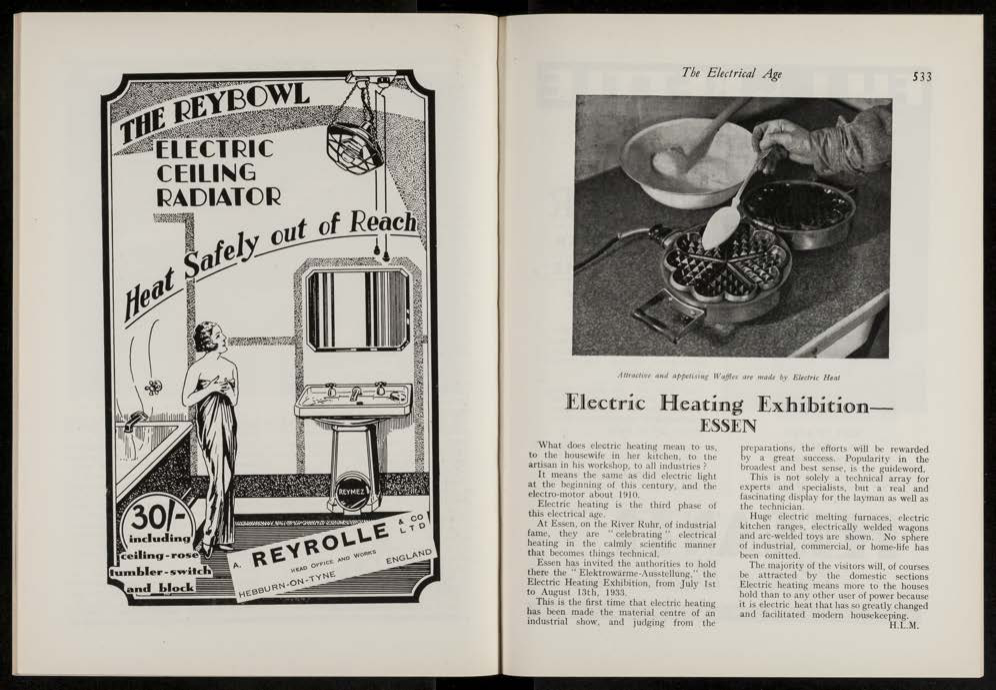 THE REYBOWL
ELECTRIC
CEILING
RADIATOR
Heat Safely out of Reach
REYMEZ
30/-
including
ceiling-rose
tumbler-switch
and block
A. REYROLLE & CO LTD
HEAD OFFICE AND WORKS
HEBBURN-ON-TYNE ENGLAND
The Electrical Age 533
Attractive and appetising Waffles are made by Electric Heat
Electric Heating Exhibition—
ESSEN
What does electric heating mean to us,
to the housewife in her kitchen, to the
artisan in his workshop, to all industries ?
It means the same as did electric light
at the beginning of this century, and the
electro-motor about 1910.
Electric heating is the third phase of
this electrical age.
At Essen, on the River Ruhr, of industrial
fame, they are "celebrating" electrical
heating in the calmly scientific manner
that becomes things technical.
Essen has invited the authorities to hold
there the "Elektrowärme-Ausstellung," the
Electric Heating Exhibition, from July 1st
to August 13th, 1933.
This is the first time that electric heating
has been made the material centre of an
industrial show, and judging from the
preparations, the efforts will be rewarded
by a great success. Popularity in the
broadest and best sense, is the guideword.
This is not solely a technical array for
experts and specialists, but a real and
fascinating display for the layman as well as
the technician.
Huge electric melting furnaces, electric
kitchen ranges, electrically welded wagons
and arc-welded toys are shown. No sphere
of industrial, commercial, or home-life has
been omitted.
The majority of the visitors will, of courses
be attracted by the domestic sections
Electric heating means more to the houses
hold than to any other user of power because
it is electric heat that has so greatly changed
and facilitated modern housekeeping.
H.L.M.